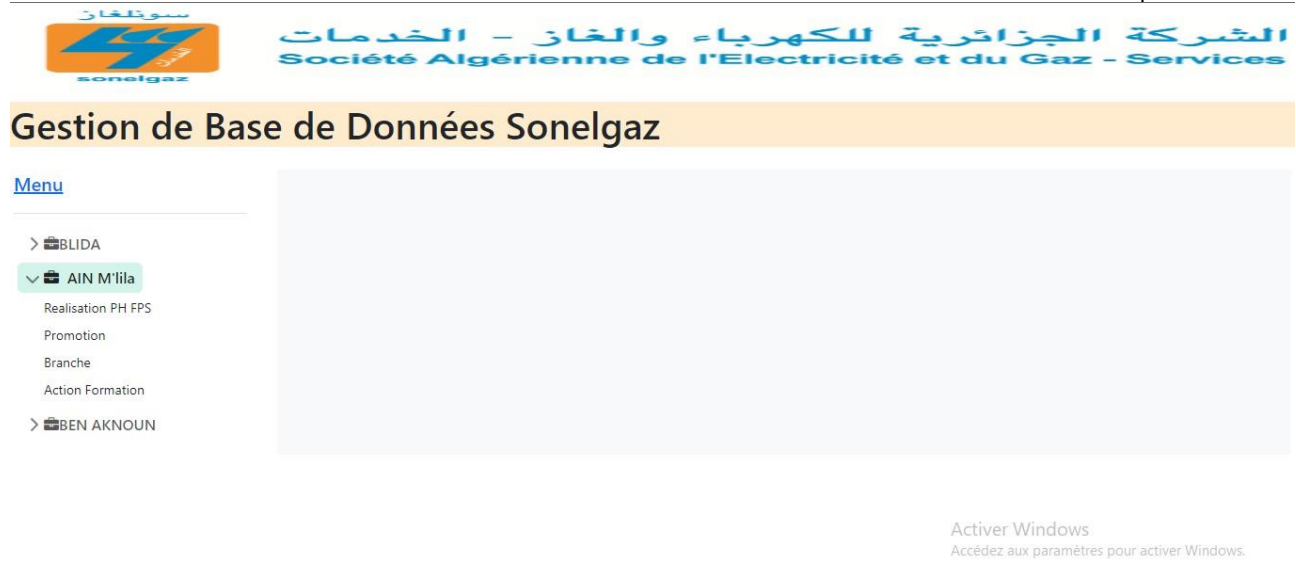 سونلغاز
sonelgaz
الشركة الجزائرية للكهرباء والغاز - الخدمات
Société Algérienne de l'Electricité et du Gaz - Services
Gestion de Base de Données Sonelgaz
Menu
BLIDA
AIN M'lila
Realisation PH FPS
Promotion
Branche
Action Formation
BEN AKNOUN
Activer Windows
Accédez aux paramètres pour activer Windows.